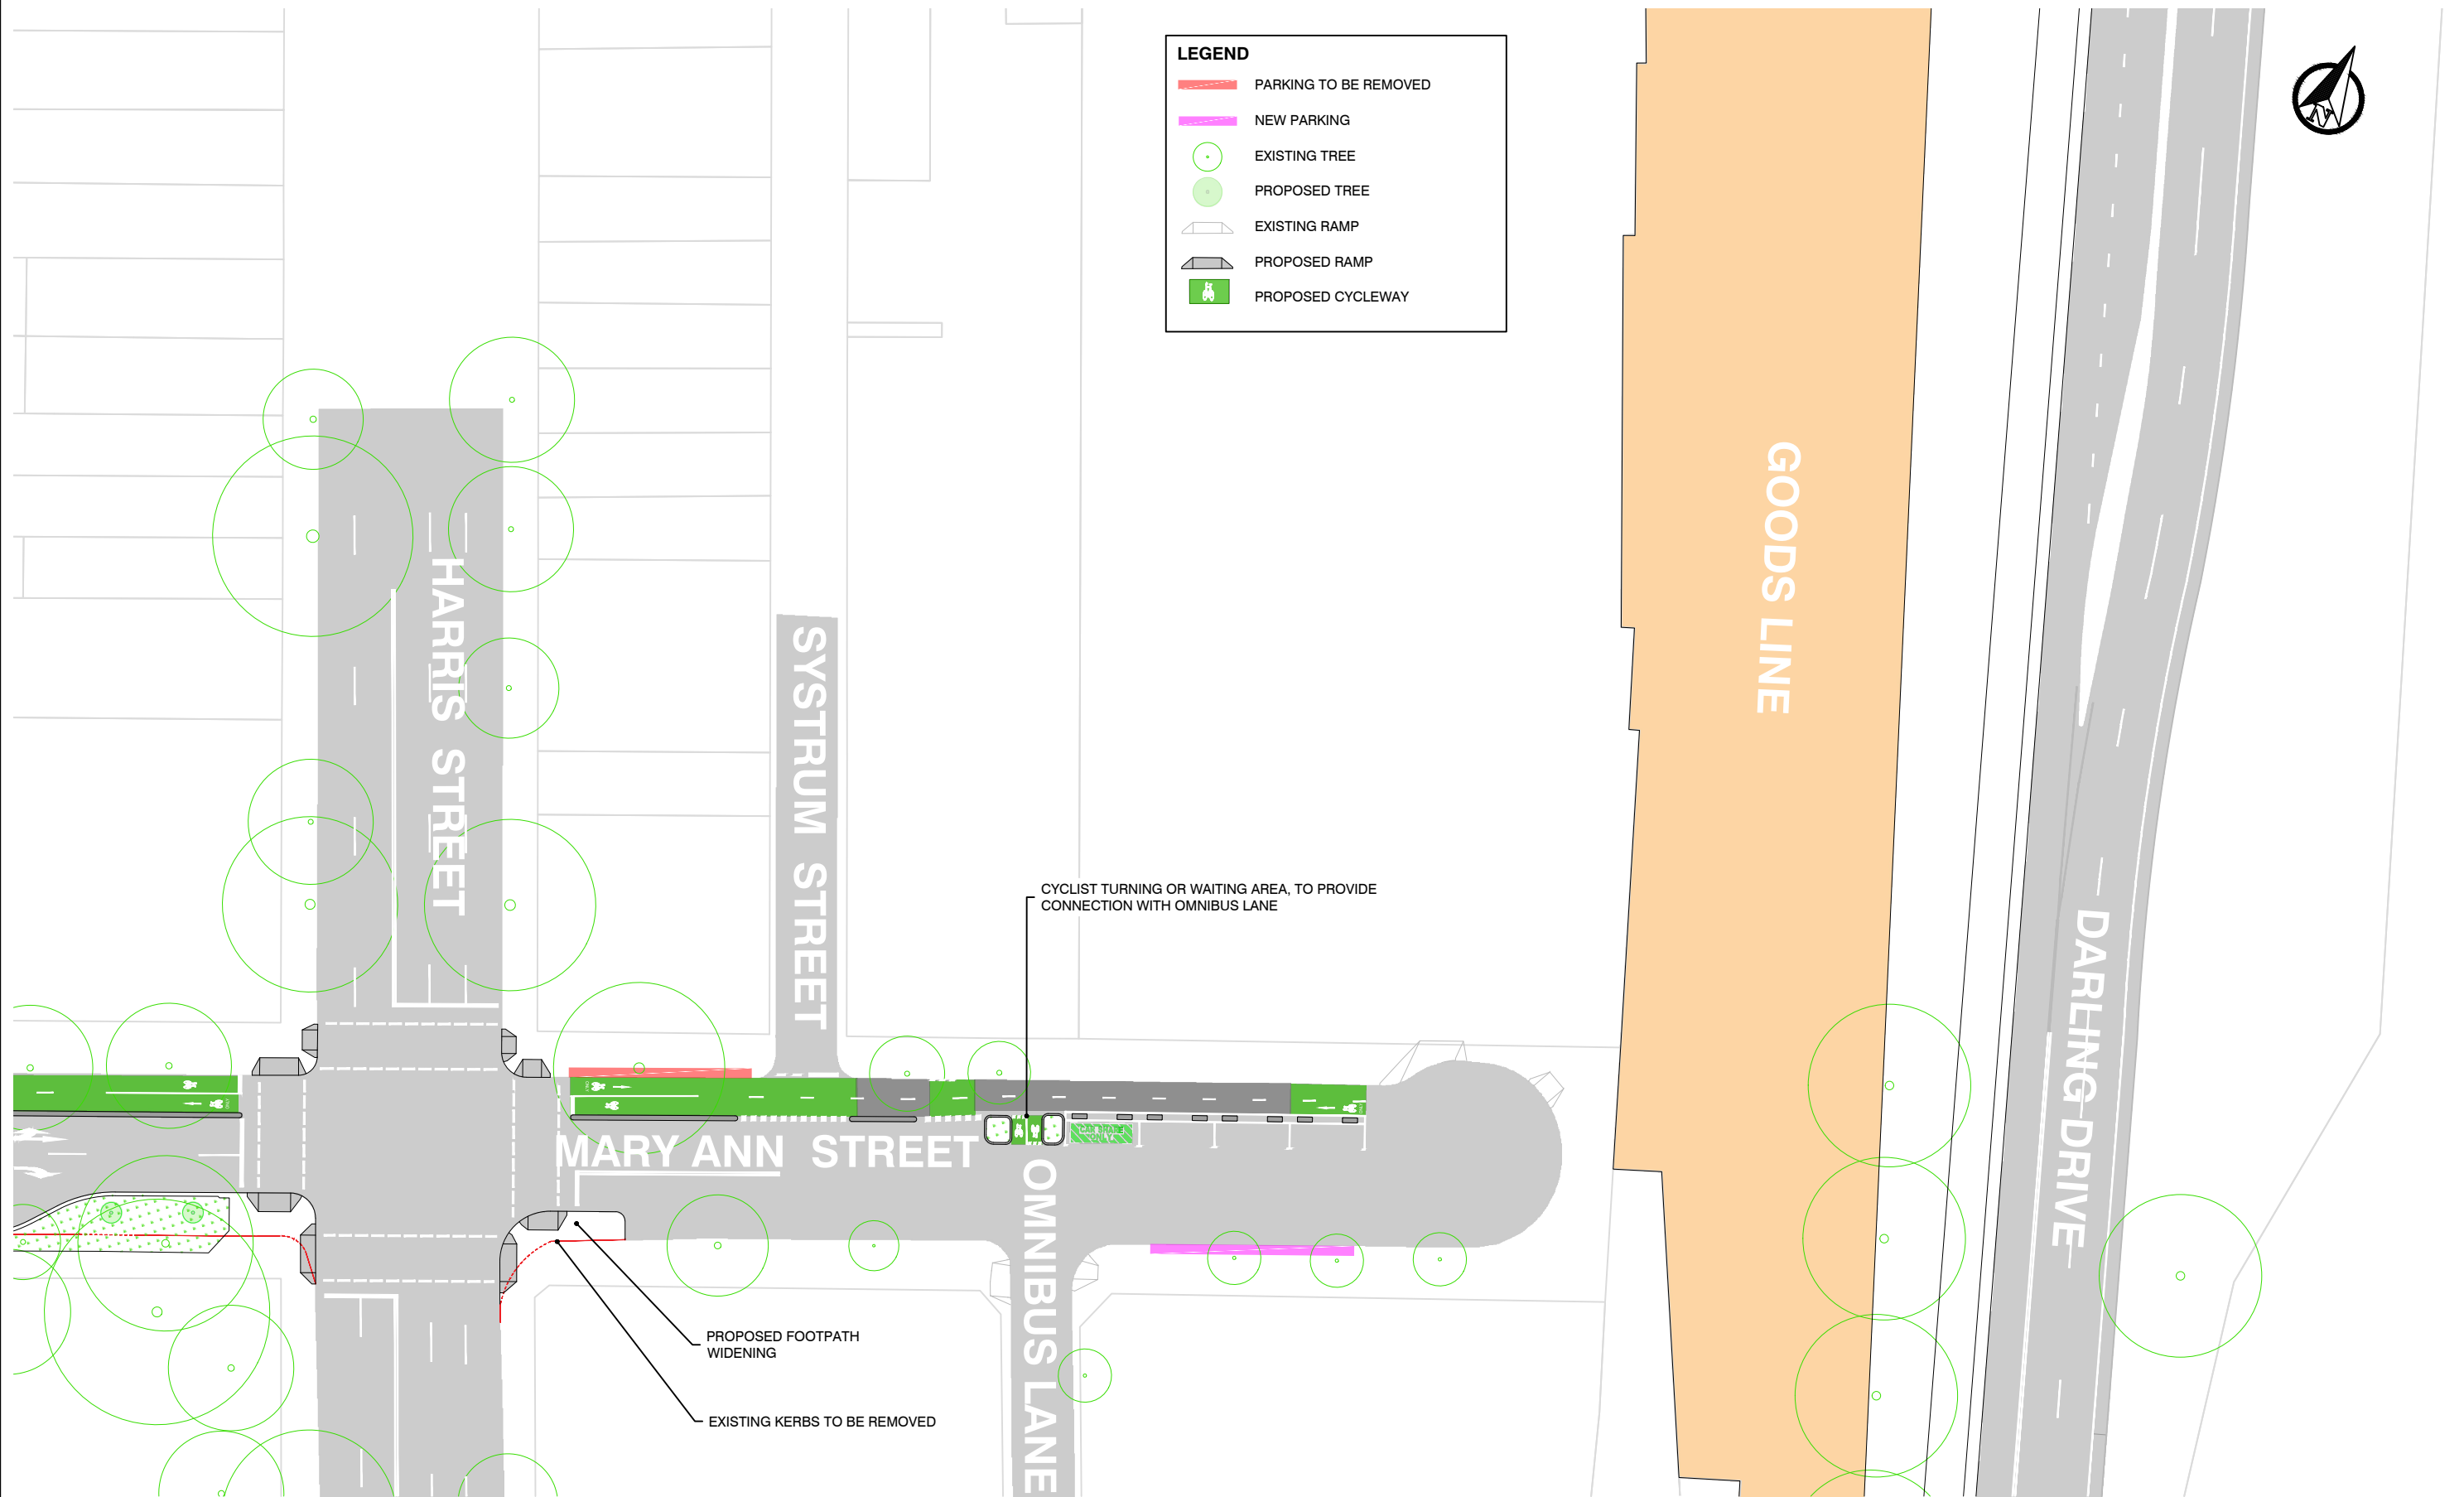 LEGEND
PARKING TO BE REMOVED
NEW PARKING
EXISTING TREE
PROPOSED TREE
EXISTING RAMP
PROPOSED RAMP
PROPOSED CYCLEWAY
GOODS LINE
HARRIS STREET
SYSTRUM STREET
CYCLIST TURNING OR WAITING AREA, TO PROVIDE
CONNECTION WITH OMNIBUS LANE
DARLING DRIVE
MARY ANN STREET
OMNIBUS LANE
PROPOSED FOOTPATH
WIDENING
EXISTING KERBS TO BE REMOVED